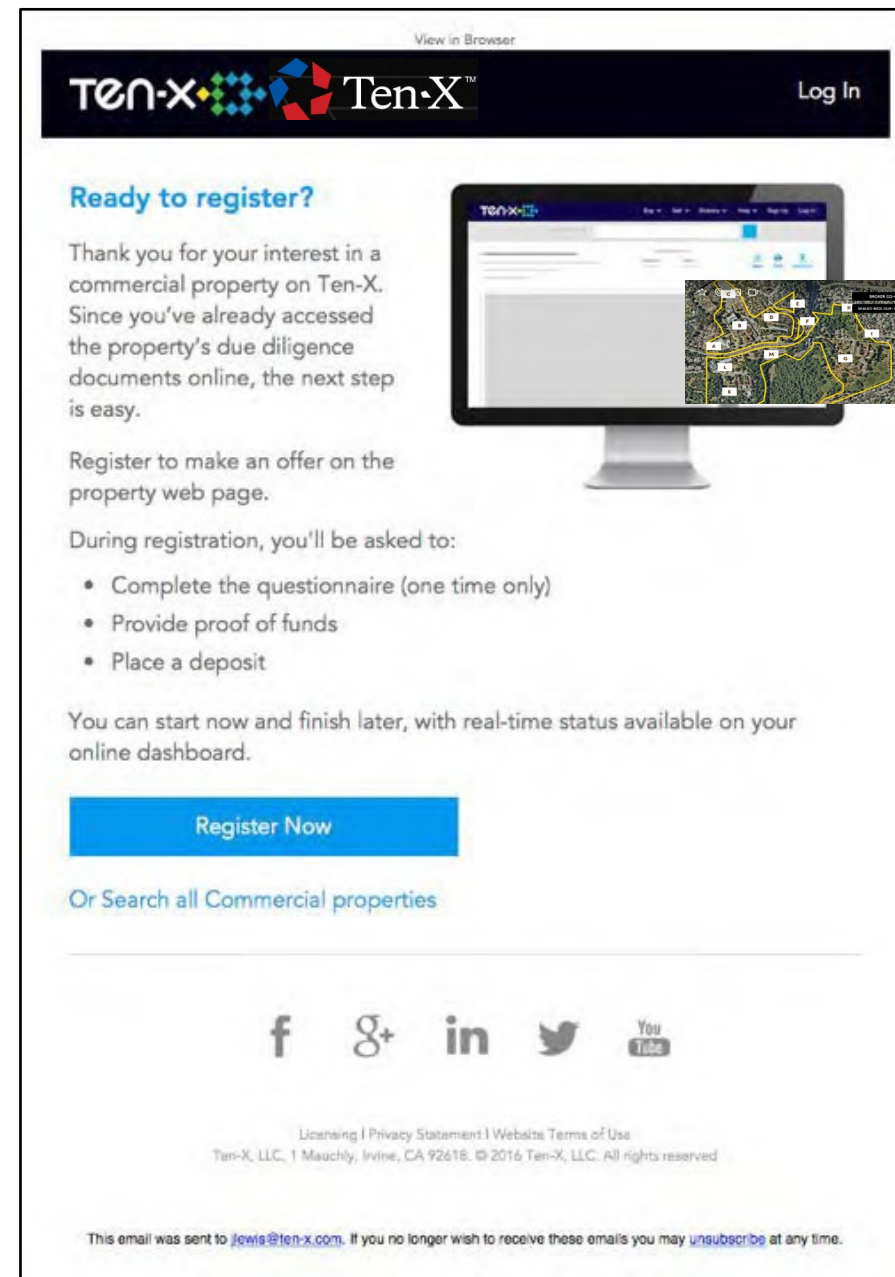 View in Browser
Ten-X Ten-X™ Log In
Ready to register?
Thank you for your interest in a
commercial property on Ten-X.
Since you've already accessed
the property's due diligence
documents online, the next step
is easy.
Register to make an offer on the
property web page.
During registration, you'll be asked to:
• Complete the questionnaire (one time only)
• Provide proof of funds
• Place a deposit
You can start now and finish later, with real-time status available on your
online dashboard.
Register Now
Or Search all Commercial properties
Ten-X
A
B
D
E
F
G
I
K
L
M
f g+ in You Tube
Licensing | Privacy Statement | Website Terms of Use
Ten-X, LLC, 1 Mauchly, Irvine, CA 92618. © 2016 Ten-X, LLC. All rights reserved
This email was sent to jlewis@ten-x.com. If you no longer wish to receive these emails you may unsubscribe at any time.